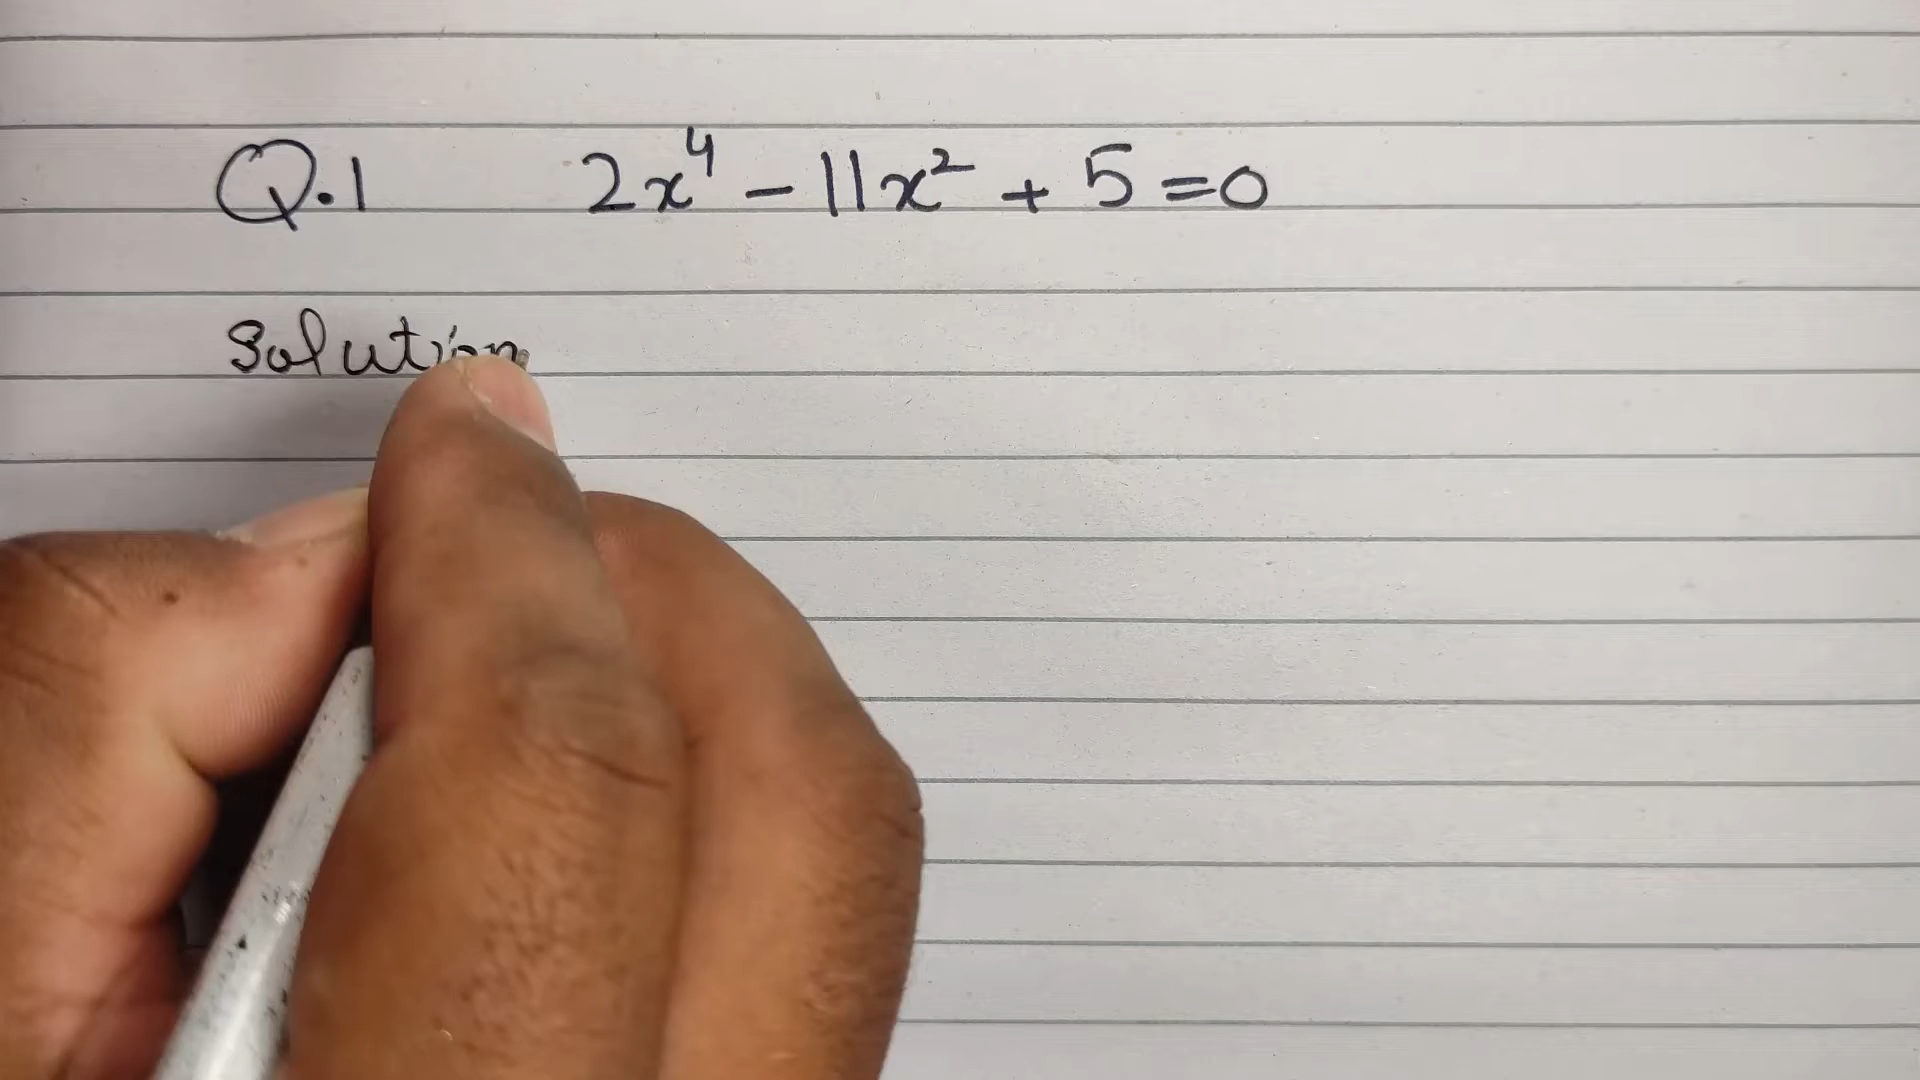 Q.1 2x⁴ - 11x² + 5 = 0
Solution